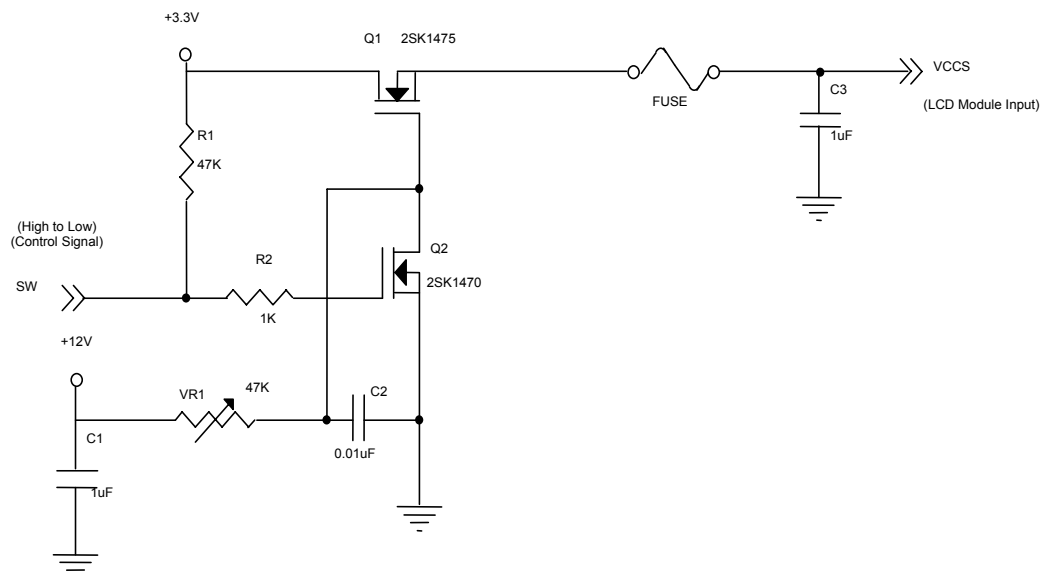 +3.3V
Q1 2SK1475
VCCS
FUSE
C3
(LCD Module Input)
R1
1uF
47K
(High to Low)
(Control Signal)
Q2
R2
SW
2SK1470
1K
+12V
VR1
47K
C2
C1
0.01uF
1uF